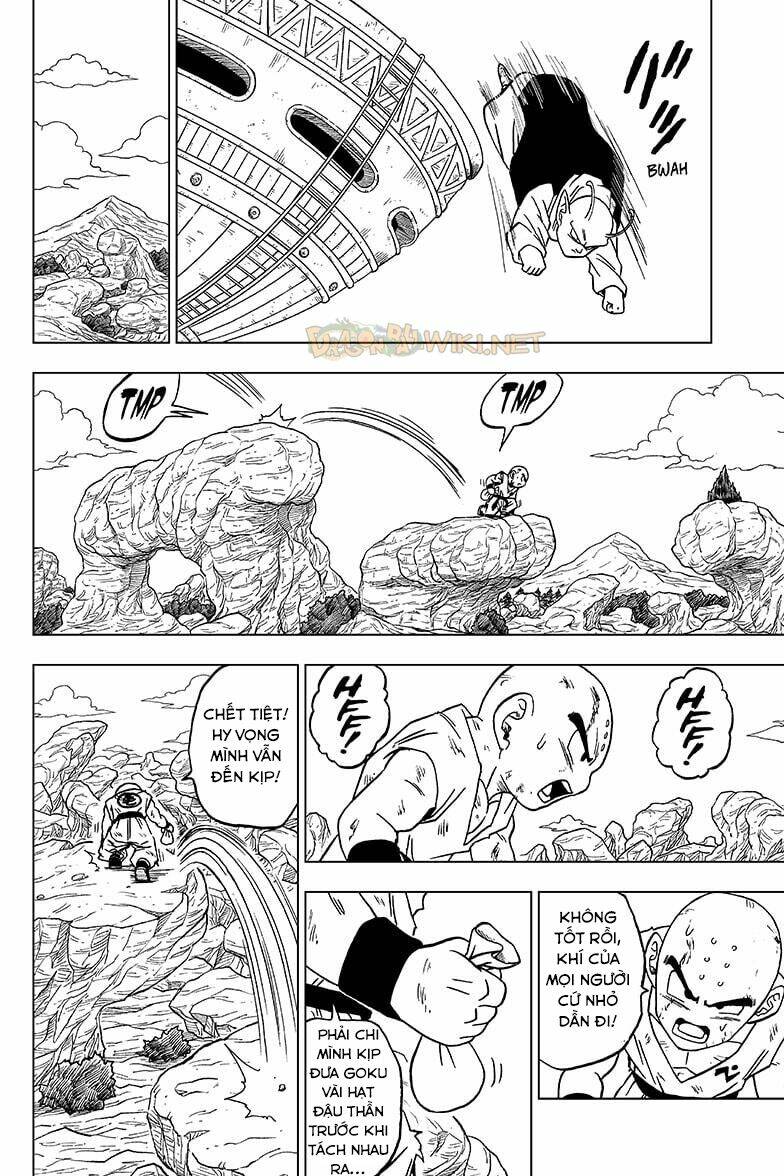 BWAH
DRAGONBALLWIKI.NET
TMP
TMP
HFF!
HFF!
CHẾT TIỆT!
HY VỌNG
MÌNH VẪN
ĐẾN KỊP!
KHÔNG
TỐT RỒI,
KHÍ CỦA
MỌI NGƯỜI
CỨ NHỎ
DẦN ĐI!
PHẢI CHI
MÌNH KỊP
ĐƯA GOKU
VÀI HẠT
ĐẬU THẦN
TRƯỚC KHI
TÁCH NHAU
RA...